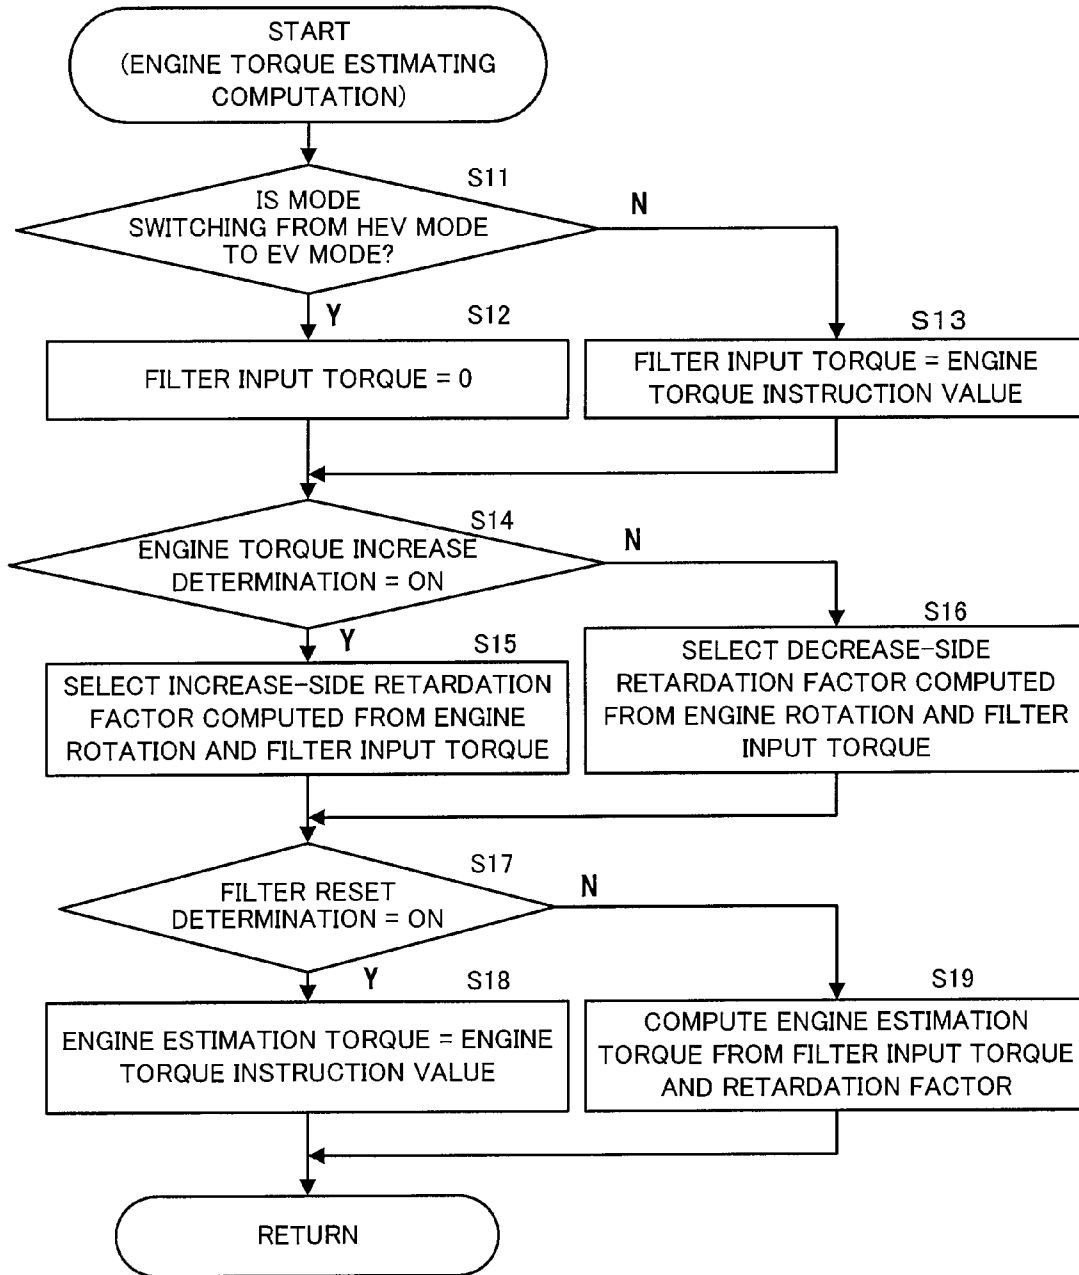 START
(ENGINE TORQUE ESTIMATING
COMPUTATION)
S11
IS MODE
SWITCHING FROM HEV MODE
TO EV MODE?
N
Y
S12
FILTER INPUT TORQUE = 0
S13
FILTER INPUT TORQUE = ENGINE
TORQUE INSTRUCTION VALUE
S14
ENGINE TORQUE INCREASE
DETERMINATION = ON
N
Y
S15
SELECT INCREASE-SIDE RETARDATION
FACTOR COMPUTED FROM ENGINE
ROTATION AND FILTER INPUT TORQUE
S16
SELECT DECREASE-SIDE
RETARDATION FACTOR COMPUTED
FROM ENGINE ROTATION AND FILTER
INPUT TORQUE
S17
FILTER RESET
DETERMINATION = ON
N
Y
S18
ENGINE ESTIMATION TORQUE = ENGINE
TORQUE INSTRUCTION VALUE
S19
COMPUTE ENGINE ESTIMATION
TORQUE FROM FILTER INPUT TORQUE
AND RETARDATION FACTOR
RETURN